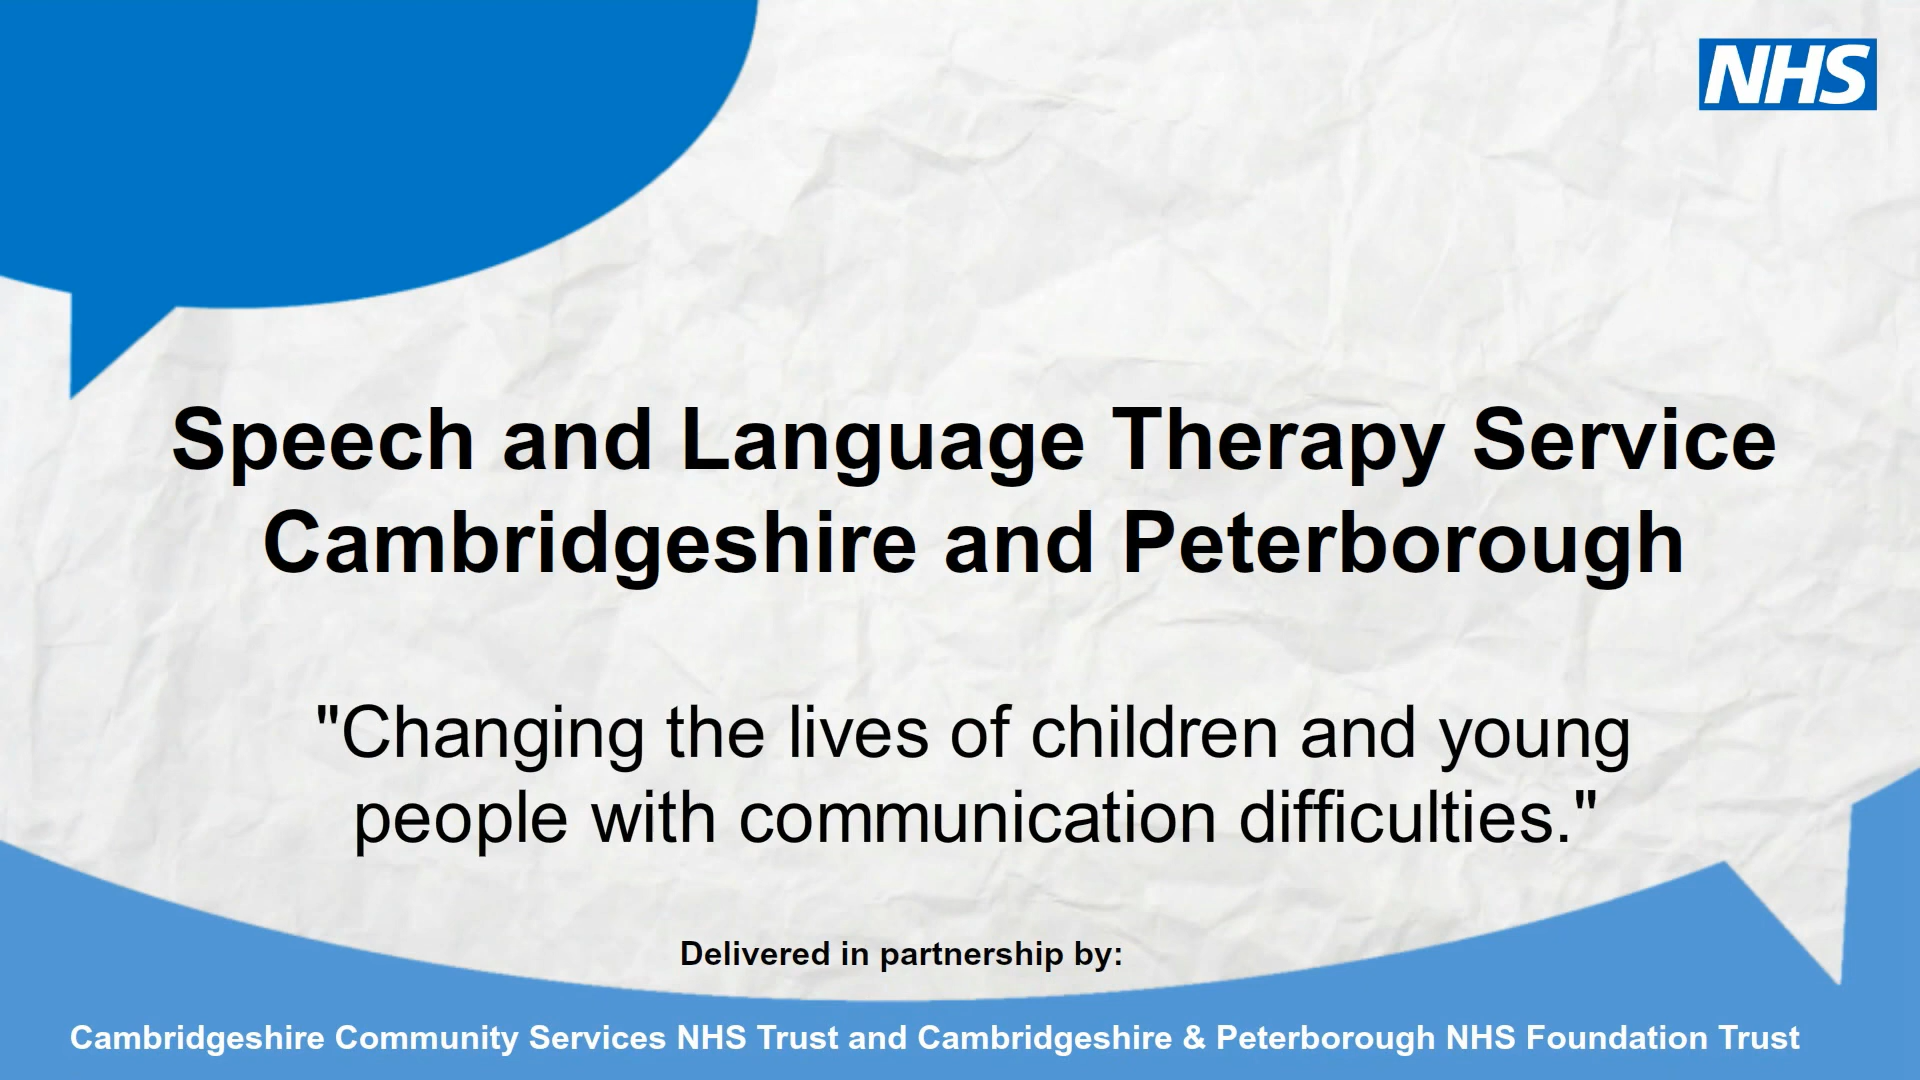 NHS
Speech and Language Therapy Service
Cambridgeshire and Peterborough
"Changing the lives of children and young
people with communication difficulties."
Delivered in partnership by:
Cambridgeshire Community Services NHS Trust and Cambridgeshire & Peterborough NHS Foundation Trust